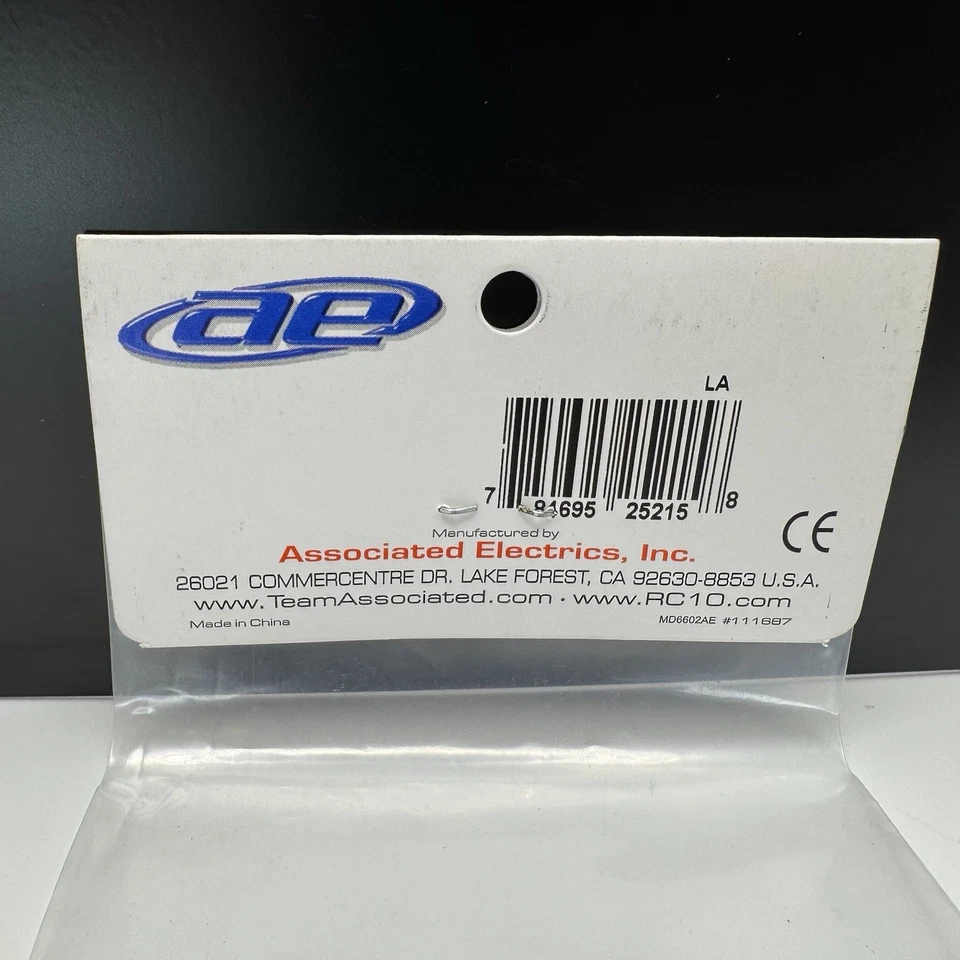 ae
LA
7 84695 25215 8
Manufactured by
Associated Electrics, Inc.
26021 COMMERCENTRE DR. LAKE FOREST, CA 92630-8853 U.S.A.
www.TeamAssociated.com · www.RC10.com
Made in China
MD6602AE #111687
CE